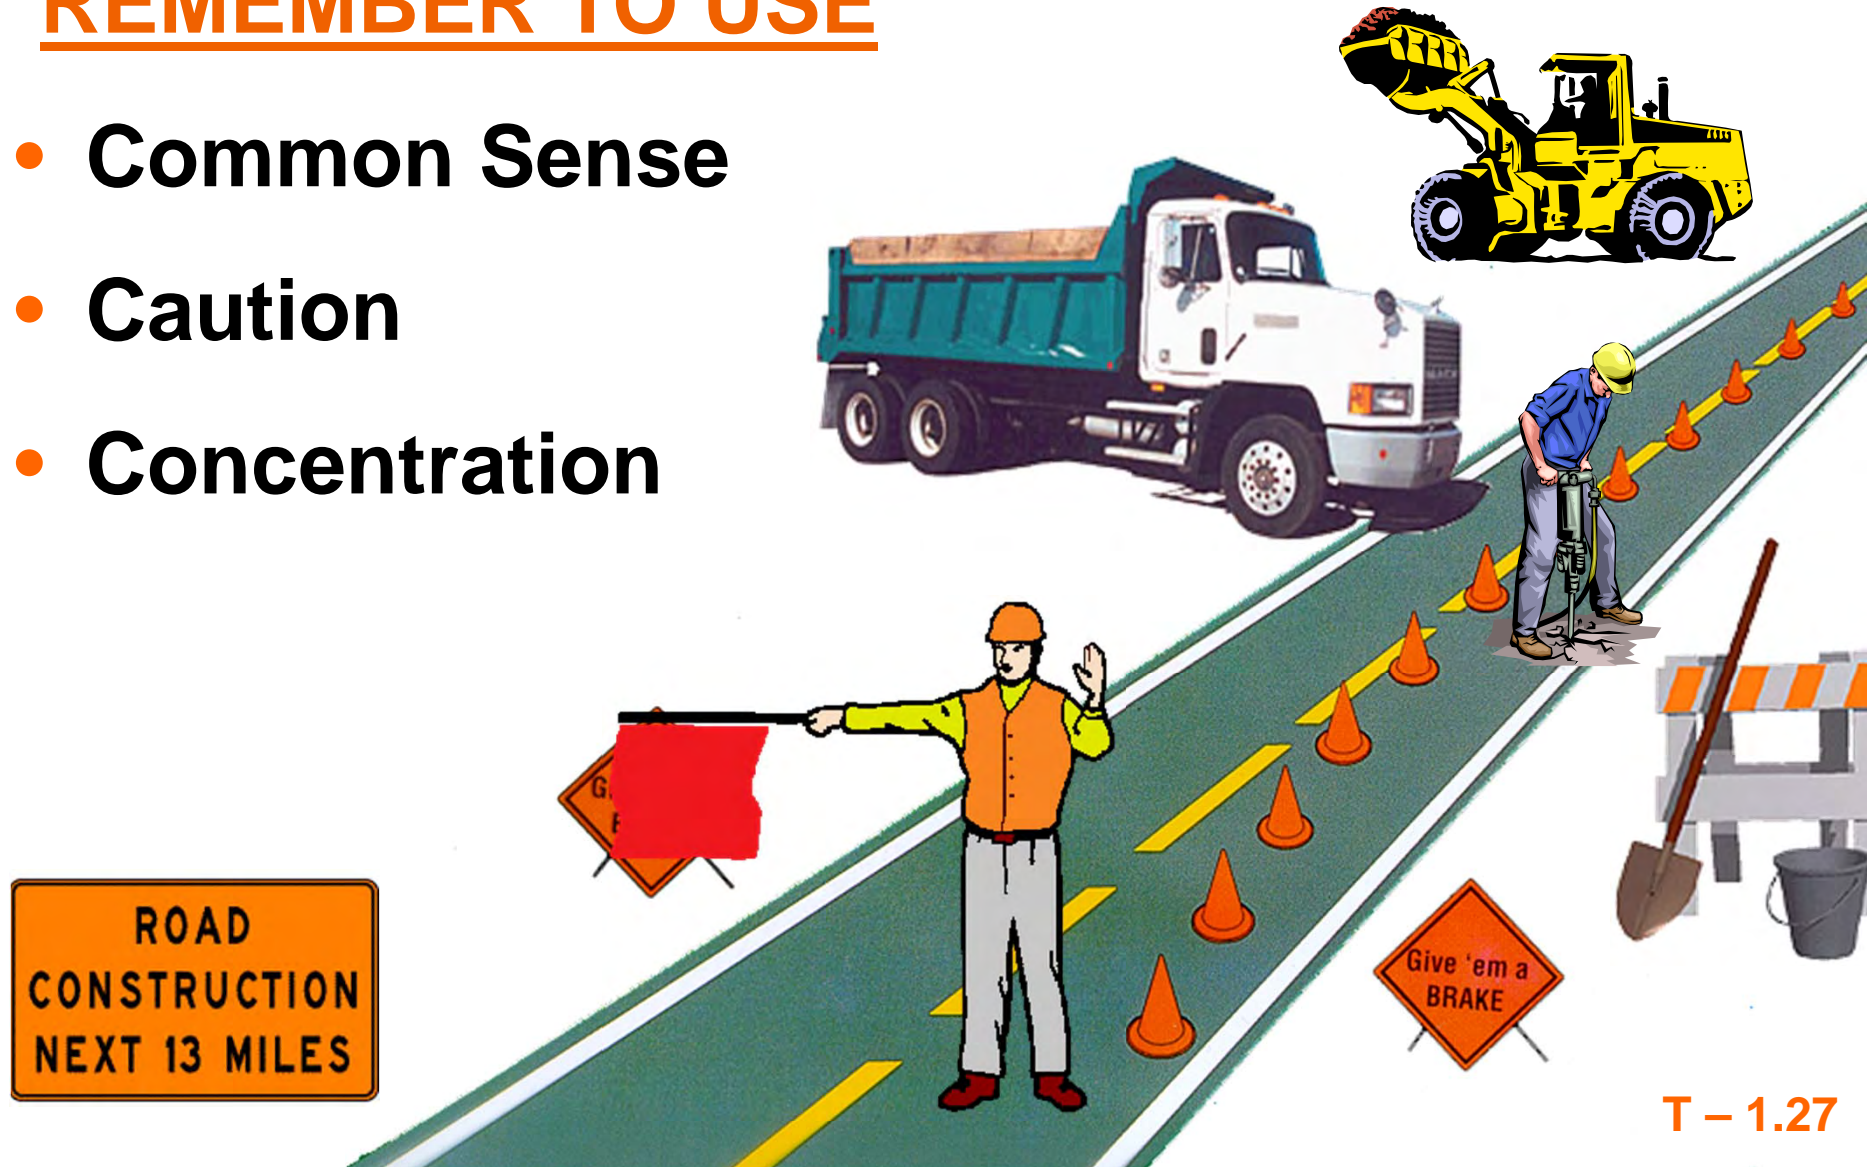 REMEMBER TO USE
• Common Sense
• Caution
• Concentration
ROAD
CONSTRUCTION
NEXT 13 MILES
Give 'em a
BRAKE
T – 1.27